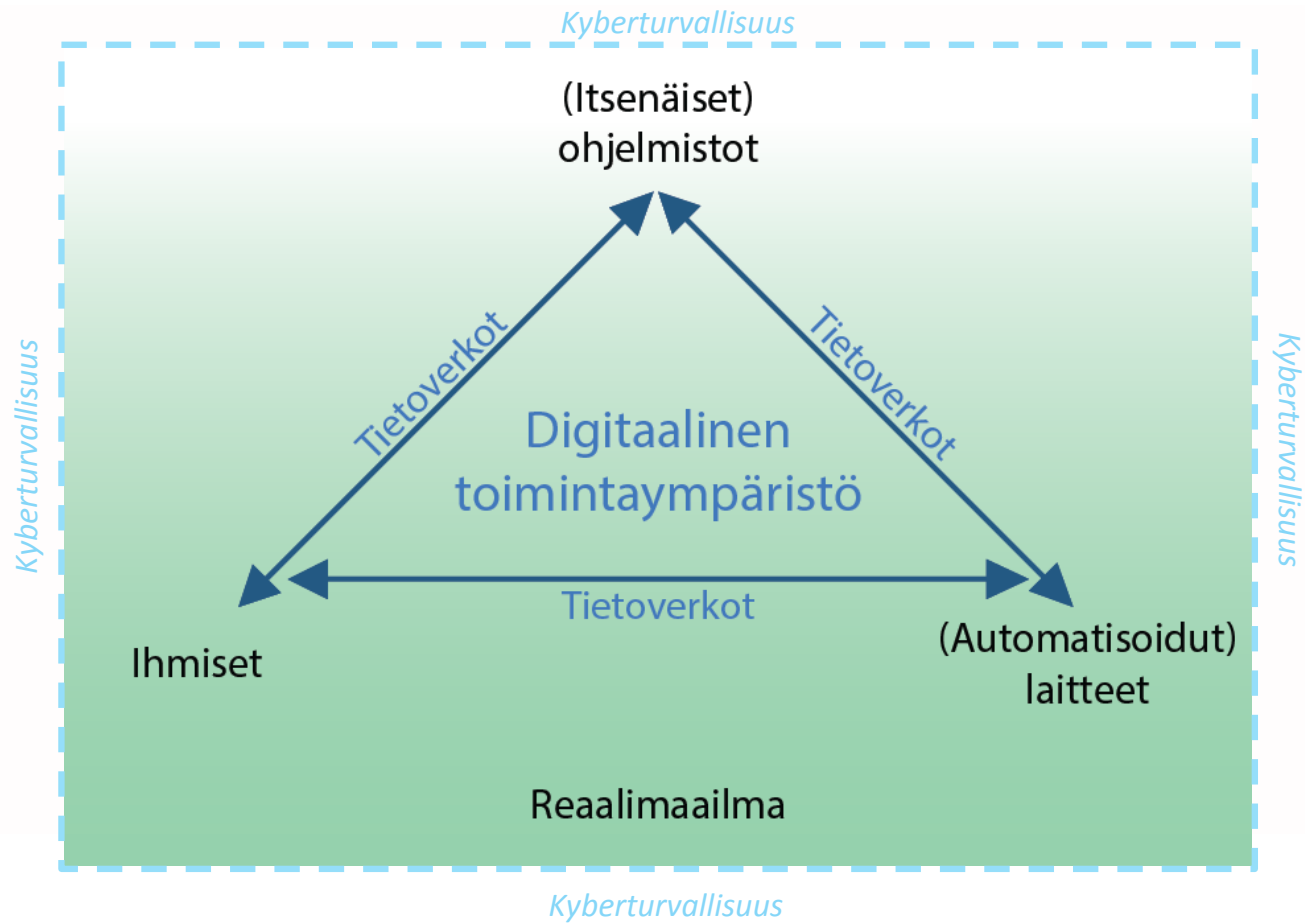 Kyberturvallisuus
(Itsenäiset)
ohjelmistot
Tietoverkot
Tietoverkot
Kyberturvallisuus
Kyberturvallisuus
Digitaalinen
toimintaympäristö
Tietoverkot
Ihmiset
(Automatisoidut)
laitteet
Reaalimaailma
Kyberturvallisuus